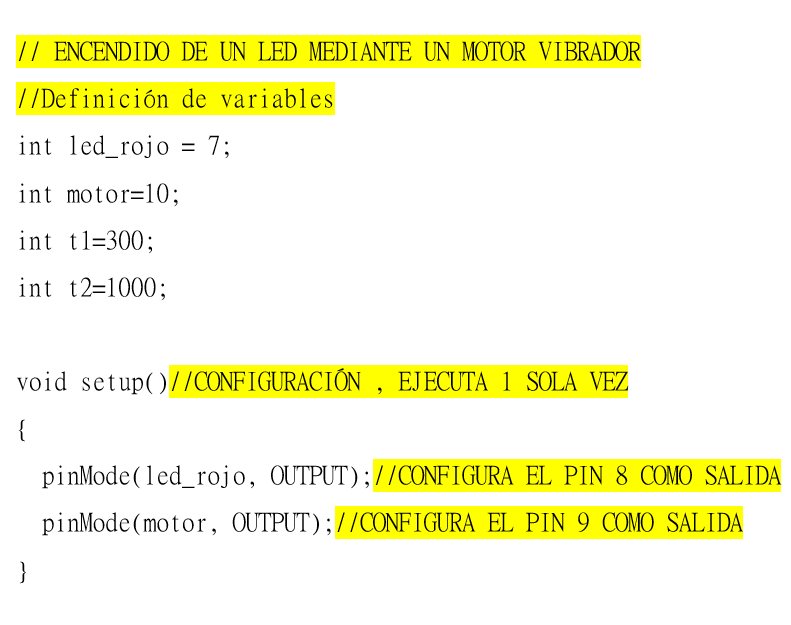 // ENCENDIDO DE UN LED MEDIANTE UN MOTOR VIBRADOR
//Definición de variables
int led_rojo = 7;
int motor=10;
int t1=300;
int t2=1000;
void setup()//CONFIGURACIÓN , EJECUTA 1 SOLA VEZ
{
pinMode(led_rojo, OUTPUT);//CONFIGURA EL PIN 8 COMO SALIDA
pinMode(motor, OUTPUT);//CONFIGURA EL PIN 9 COMO SALIDA
}